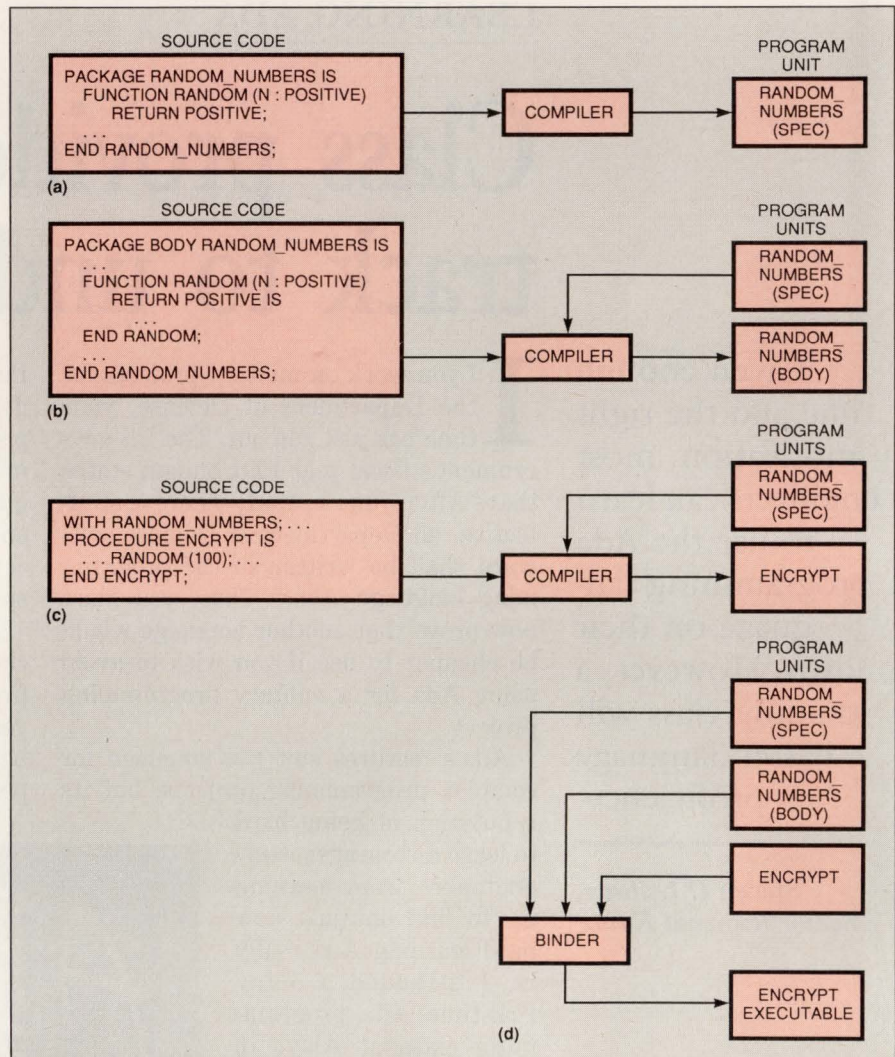 SOURCE CODE
PACKAGE RANDOM_NUMBERS IS
FUNCTION RANDOM (N : POSITIVE)
RETURN POSITIVE;
. . .
END RANDOM_NUMBERS;
COMPILER
PROGRAM
UNIT
RANDOM_
NUMBERS
(SPEC)
(a)
SOURCE CODE
PACKAGE BODY RANDOM_NUMBERS IS
. . .
FUNCTION RANDOM (N : POSITIVE)
RETURN POSITIVE IS
. . .
END RANDOM;
. . .
END RANDOM_NUMBERS;
COMPILER
PROGRAM
UNITS
RANDOM_
NUMBERS
(SPEC)
RANDOM_
NUMBERS
(BODY)
(b)
SOURCE CODE
WITH RANDOM_NUMBERS; . . .
PROCEDURE ENCRYPT IS
. . . RANDOM (100); . . .
END ENCRYPT;
COMPILER
PROGRAM
UNITS
RANDOM_
NUMBERS
(SPEC)
ENCRYPT
(c)
PROGRAM
UNITS
RANDOM_
NUMBERS
(SPEC)
RANDOM_
NUMBERS
(BODY)
ENCRYPT
BINDER
ENCRYPT
EXECUTABLE
(d)